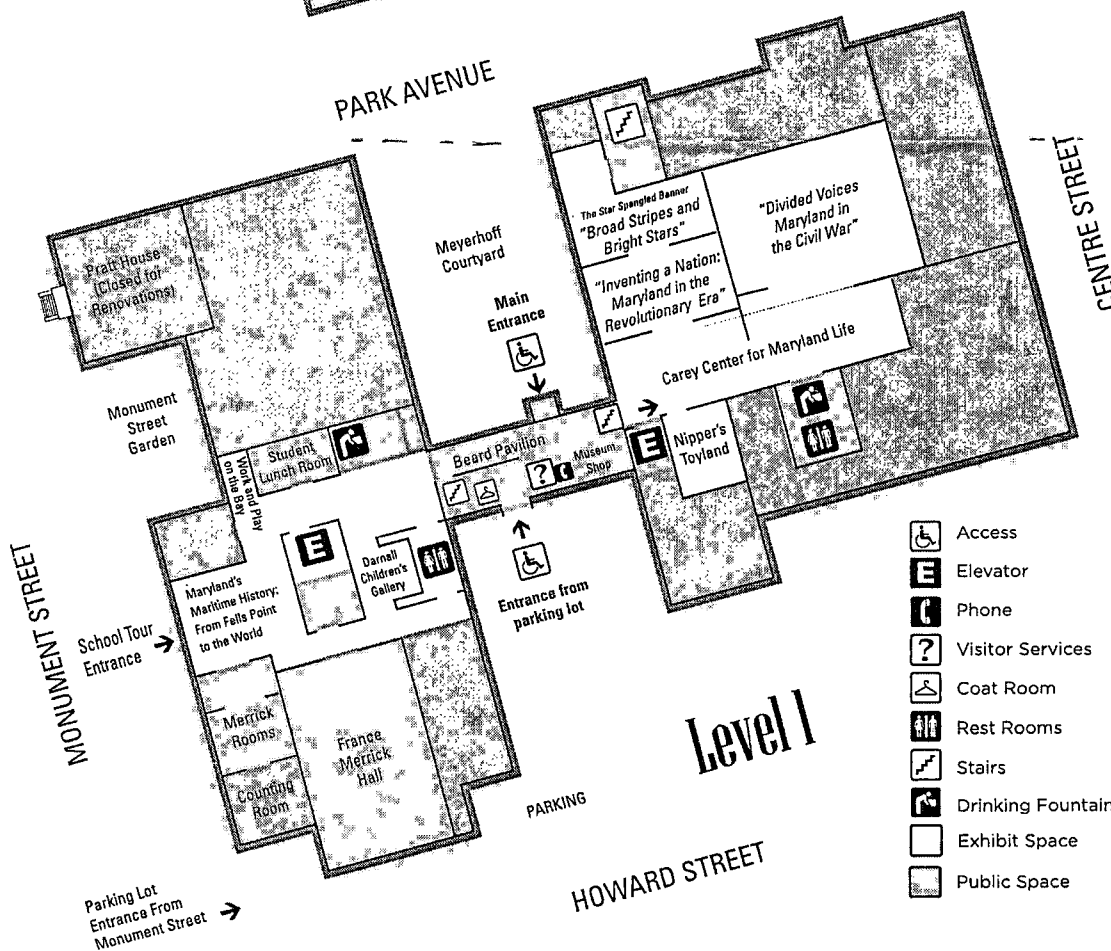 PARK AVENUE
CENTRE STREET
The Star Spangled Banner
"Broad Stripes and
Bright Stars"
"Divided Voices
Maryland in
the Civil War"
"Inventing a Nation:
Maryland in the
Revolutionary Era"
Meyerhoff
Courtyard
Main
Entrance
Pratt House
(Closed for
Renovations)
Carey Center for Maryland Life
Monument
Street
Garden
Student
Lunch Room
Work and Play
on the Bay
Beard Pavilion
?
Museum
Shop
E
Nipper's
Toyland
E
Darnall
Children's
Gallery
Entrance from
parking lot
Maryland's
Maritime History:
From Fells Point
to the World
MONUMENT STREET
School Tour
Entrance
Merrick
Rooms
France
Merrick
Hall
Counting
Room
Level 1
PARKING
HOWARD STREET
Parking Lot
Entrance From
Monument Street
Access
E Elevator
Phone
? Visitor Services
Coat Room
Rest Rooms
Stairs
Drinking Fountain
Exhibit Space
Public Space